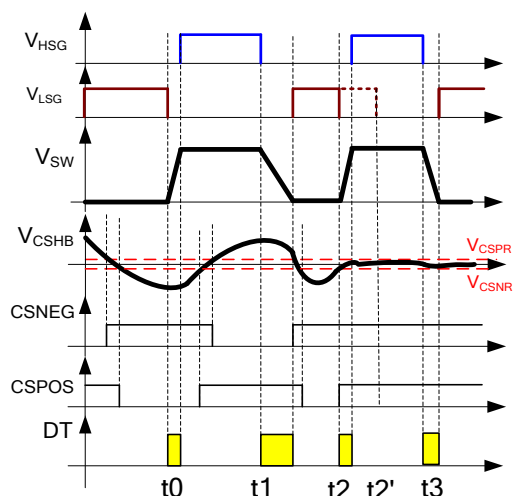 VHSG
VLSG
VSW
VCSHB
VCSPR
VCSNR
CSNEG
CSPOS
DT
t0 t1 t2 t2' t3